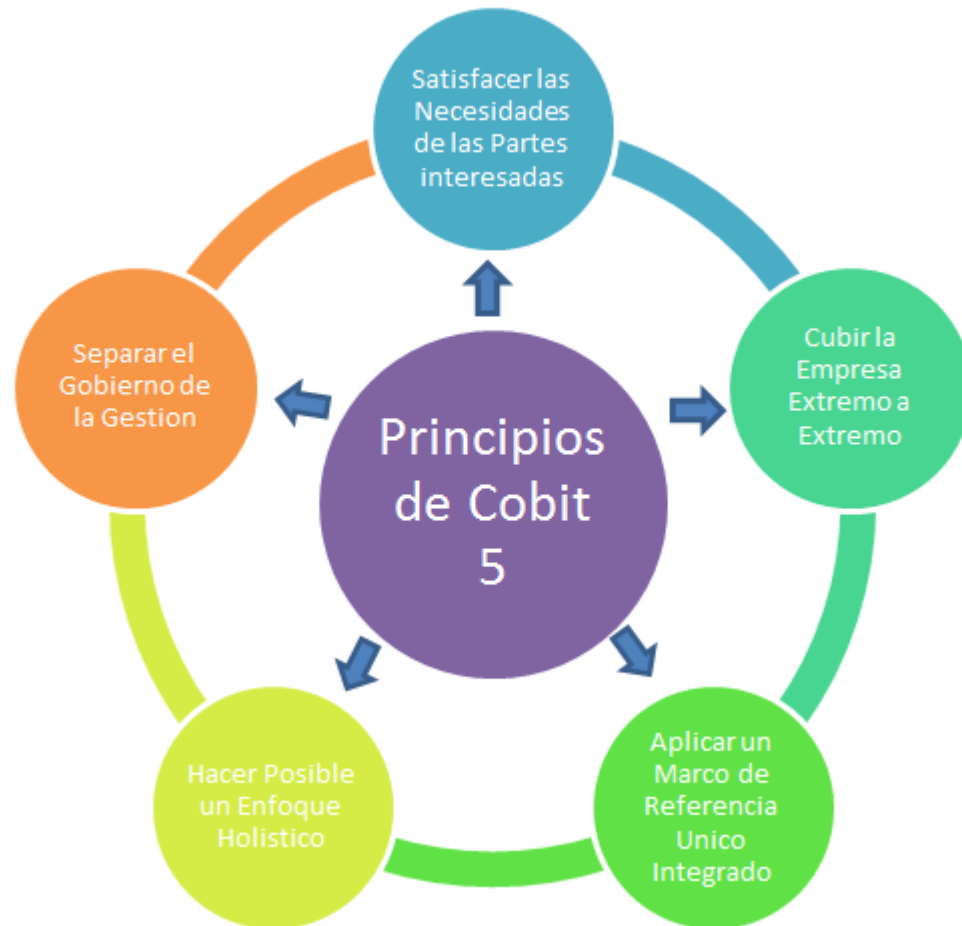 Satisfacer las
Necesidades
de las Partes
interesadas
Cubir la
Empresa
Extremo a
Extremo
Aplicar un
Marco de
Referencia
Unico
Integrado
Hacer Posible
un Enfoque
Holistico
Separar el
Gobierno de
la Gestion
Principios
de Cobit
5